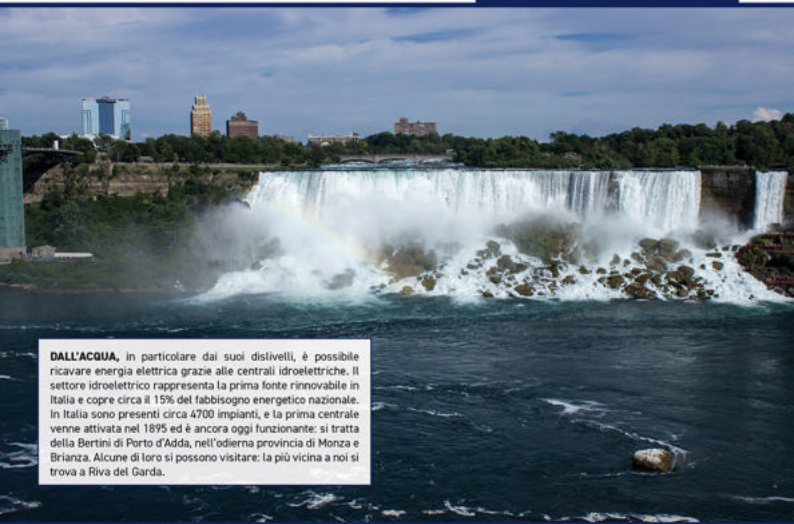 DALL'ACQUA, in particolare dai suoi dislivelli, è possibile
ricavare energia elettrica grazie alle centrali idroelettriche. Il
settore idroelettrico rappresenta la prima fonte rinnovabile in
Italia e copre circa il 15% del fabbisogno energetico nazionale.
In Italia sono presenti circa 4700 impianti, e la prima centrale
venne attivata nel 1895 ed è ancora oggi funzionante: si tratta
della Bertini di Porto d'Adda, nell'odierna provincia di Monza e
Brianza. Alcune di loro si possono visitare: la più vicina a noi si
trova a Riva del Garda.